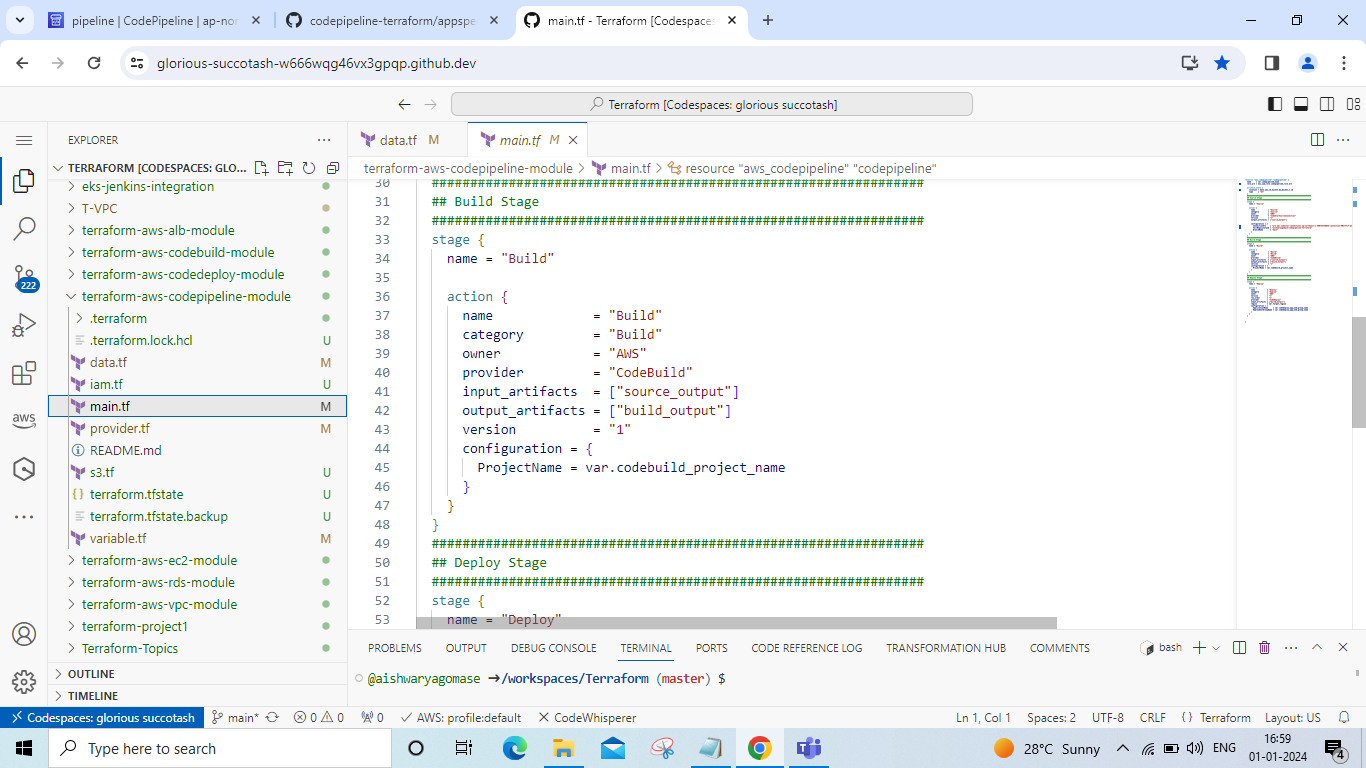 pipeline | CodePipeline | ap-nor
codepipeline-terraform/appspe
main.tf - Terraform [Codespaces
glorious-succotash-w666wqg46vx3gpqp.github.dev
Terraform [Codespaces: glorious succotash]
EXPLORER
TERRAFORM [CODESPACES: GLO...
eks-jenkins-integration
T-VPC
terraform-aws-alb-module
terraform-aws-codebuild-module
terraform-aws-codedeploy-module
terraform-aws-codepipeline-module
.terraform
.terraform.lock.hcl U
data.tf M
iam.tf U
main.tf M
provider.tf M
README.md
s3.tf U
terraform.tfstate U
terraform.tfstate.backup U
variable.tf M
terraform-aws-ec2-module
terraform-aws-rds-module
terraform-aws-vpc-module
terraform-project1
Terraform-Topics
OUTLINE
TIMELINE
222
aws
data.tf M
main.tf M
terraform-aws-codepipeline-module > main.tf > resource "aws_codepipeline" "codepipeline"
30 ################################################################
31 ## Build Stage
32 ################################################################
33 stage {
34 name = "Build"
35
36 action {
37 name = "Build"
38 category = "Build"
39 owner = "AWS"
40 provider = "CodeBuild"
41 input_artifacts = ["source_output"]
42 output_artifacts = ["build_output"]
43 version = "1"
44 configuration = {
45 ProjectName = var.codebuild_project_name
46 }
47 }
48 }
49 ################################################################
50 ## Deploy Stage
51 ################################################################
52 stage {
53 name = "Deploy"
PROBLEMS OUTPUT DEBUG CONSOLE TERMINAL PORTS CODE REFERENCE LOG TRANSFORMATION HUB COMMENTS
bash
@aishwaryagomase →/workspaces/Terraform (master) $
Codespaces: glorious succotash main* 0 0 0 AWS: profile:default CodeWhisperer
Ln 1, Col 1 Spaces: 2 UTF-8 CRLF {} Terraform Layout: US
Type here to search
28°C Sunny
ENG
16:59
01-01-2024
4